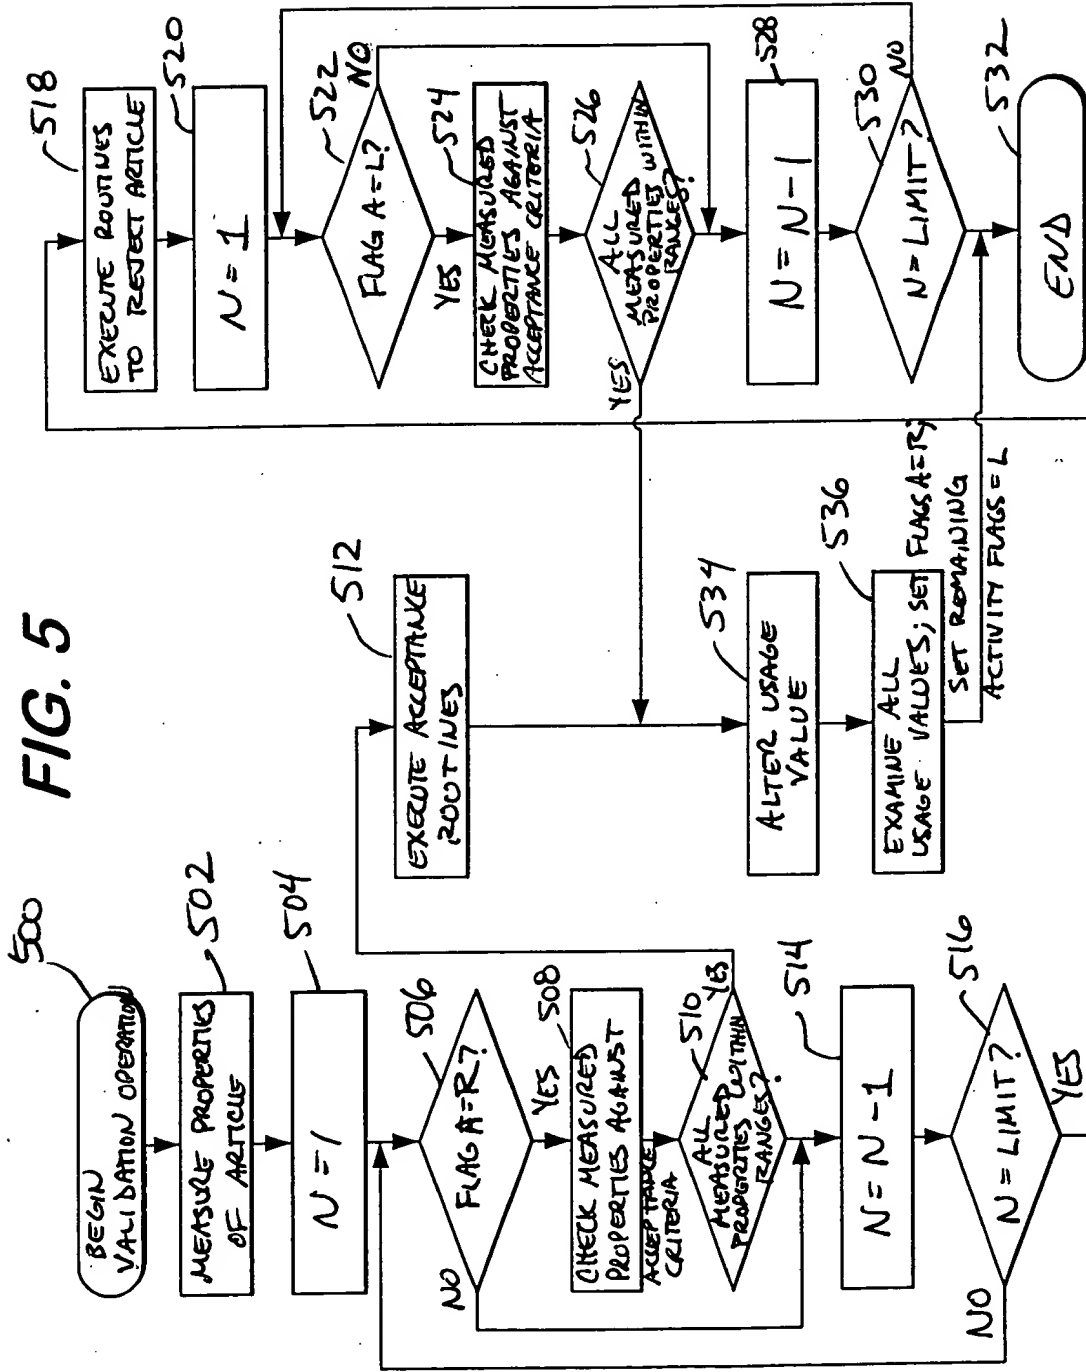 FIG. 5
500
BEGIN
VALIDATION OPERATION
502
MEASURE PROPERTIES
OF ARTICLE
504
N = 1
506
FLAG A = R?
NO
YES
508
CHECK MEASURED
PROPERTIES AGAINST
ACCEPTANCE
CRITERIA
510
ALL
MEASURED
PROPERTIES WITHIN
RANGES?
YES
514
N = N - 1
516
N = LIMIT?
NO
YES
512
EXECUTE ACCEPTANCE
ROUTINES
534
ALTER USAGE
VALUE
536
EXAMINE ALL
USAGE VALUES; SET FLAGS A=R;
SET REMAINING
ACTIVITY FLAGS = L
518
EXECUTE ROUTINES
TO REJECT ARTICLE
520
N = 1
522
FLAG A = L?
NO
YES
524
CHECK MEASURED
PROPERTIES AGAINST
ACCEPTANCE CRITERIA
526
ALL
MEASURED
PROPERTIES WITHIN
RANGES?
YES
528
N = N - 1
530
N = LIMIT?
NO
532
END